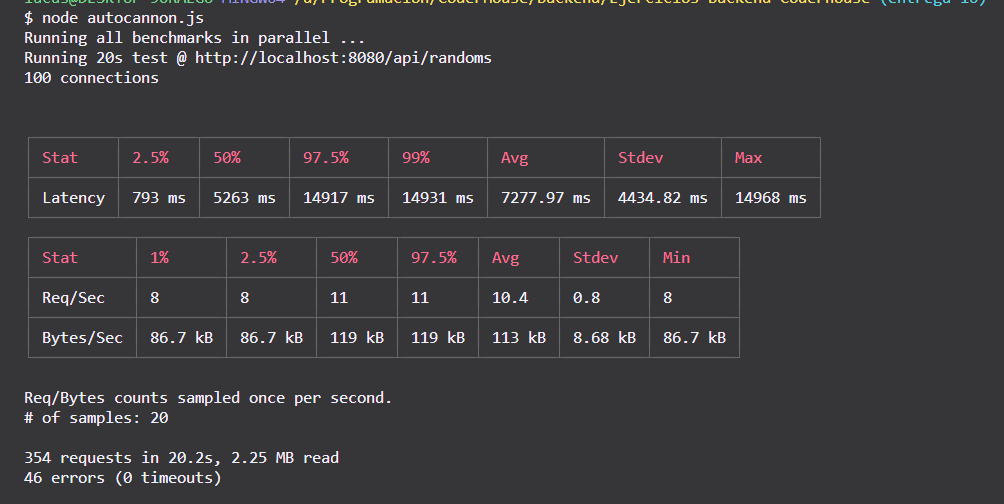 $ node autocannon.js
Running all benchmarks in parallel ...
Running 20s test @ http://localhost:8080/api/randoms
100 connections
Stat 2.5% 50% 97.5% 99% Avg Stdev Max
Latency 793 ms 5263 ms 14917 ms 14931 ms 7277.97 ms 4434.82 ms 14968 ms
Stat 1% 2.5% 50% 97.5% Avg Stdev Min
Req/Sec 8 8 11 11 10.4 0.8 8
Bytes/Sec 86.7 kB 86.7 kB 119 kB 119 kB 113 kB 8.68 kB 86.7 kB
Req/Bytes counts sampled once per second.
# of samples: 20
354 requests in 20.2s, 2.25 MB read
46 errors (0 timeouts)